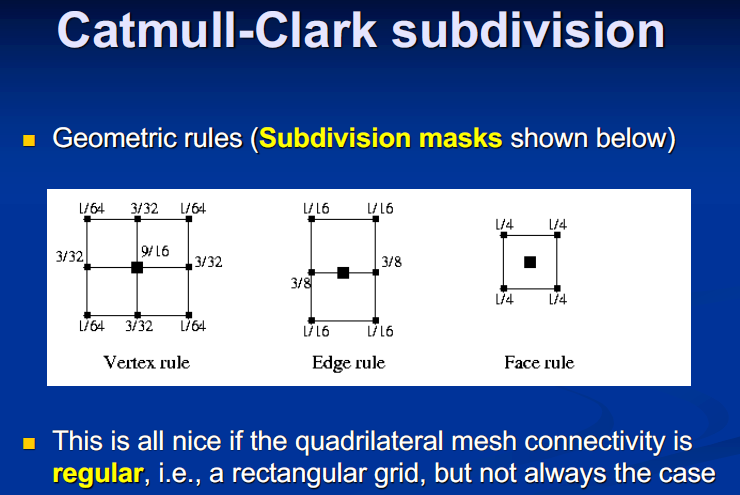 Catmull-Clark subdivision
Geometric rules (Subdivision masks shown below)
1/64 3/32 1/64
3/32 9/16 3/32
1/64 3/32 1/64
Vertex rule
1/16 1/16
3/8 3/8
1/16 1/16
Edge rule
1/4 1/4
1/4 1/4
Face rule
This is all nice if the quadrilateral mesh connectivity is
regular, i.e., a rectangular grid, but not always the case